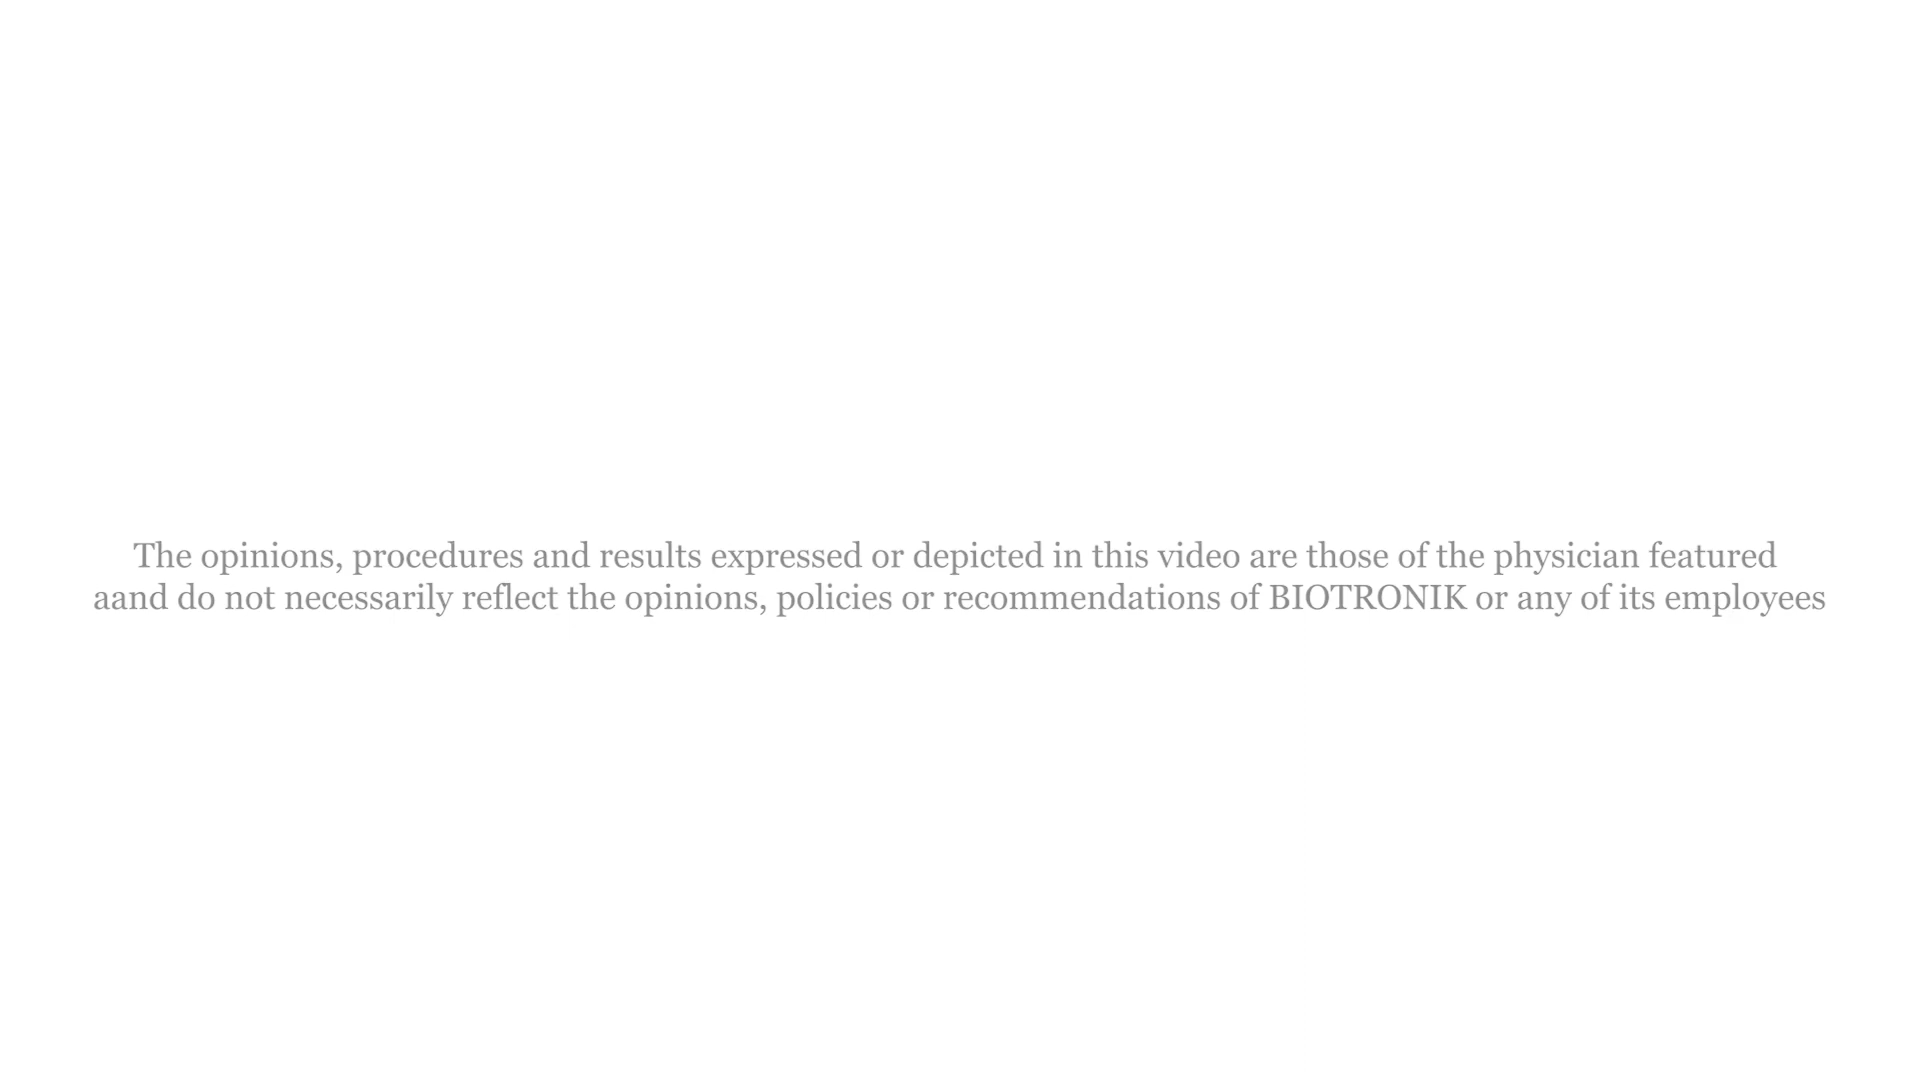 The opinions, procedures and results expressed or depicted in this video are those of the physician featured
aand do not necessarily reflect the opinions, policies or recommendations of BIOTRONIK or any of its employees